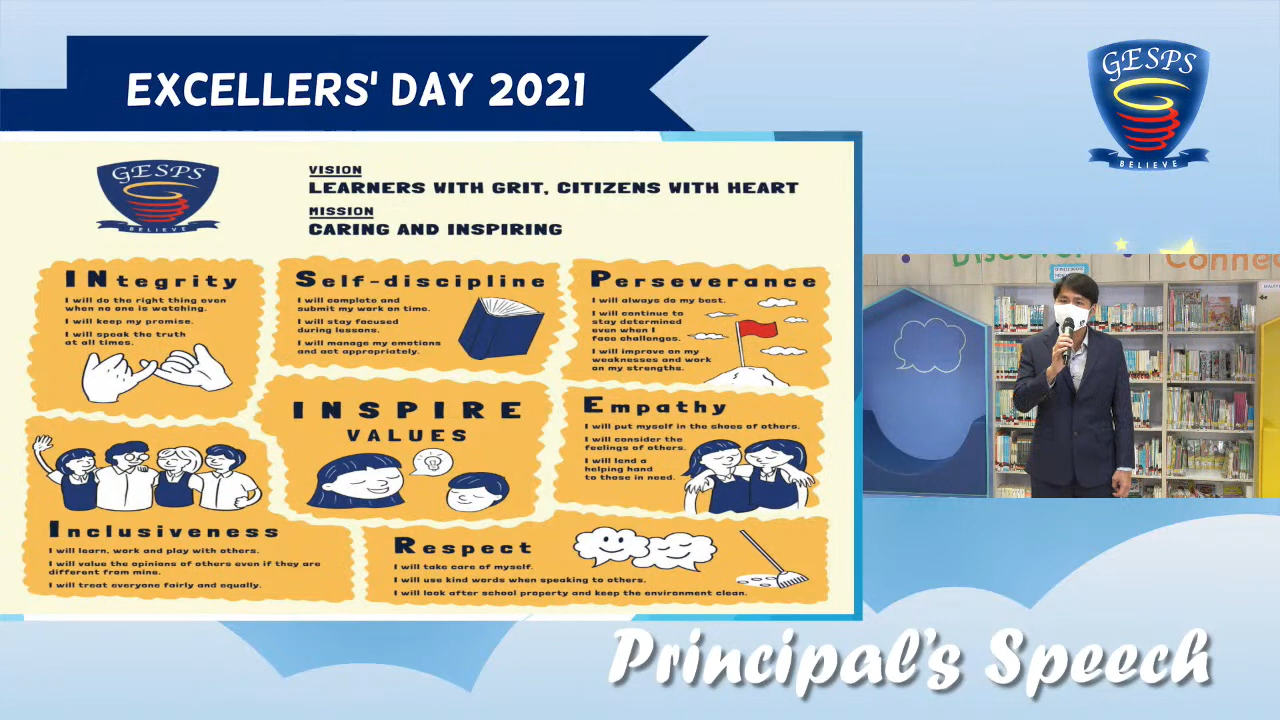 EXCELLERS' DAY 2021
GESPS
BELIEVE
GESPS
BELIEVE
VISION
LEARNERS WITH GRIT, CITIZENS WITH HEART
MISSION
CARING AND INSPIRING
INtegrity
I will do the right thing even
when no one is watching.
I will keep my promise.
I will speak the truth
at all times.
Self-discipline
I will complete and
submit my work on time.
I will stay focused
during lessons.
I will manage my emotions
and act appropriately.
Perseverance
I will always do my best.
I will continue to
stay determined
even when I
face challenges.
I will improve on my
weaknesses and work
on my strengths.
INSPIRE
VALUES
Empathy
I will put myself in the shoes of others.
I will consider the
feelings of others.
I will lend a
helping hand
to those in need.
Inclusiveness
I will learn, work and play with others.
I will value the opinions of others even if they are
different from mine.
I will treat everyone fairly and equally.
Respect
I will take care of myself.
I will use kind words when speaking to others.
I will look after school property and keep the environment clean.
Discover
Connec
Principal's Speech